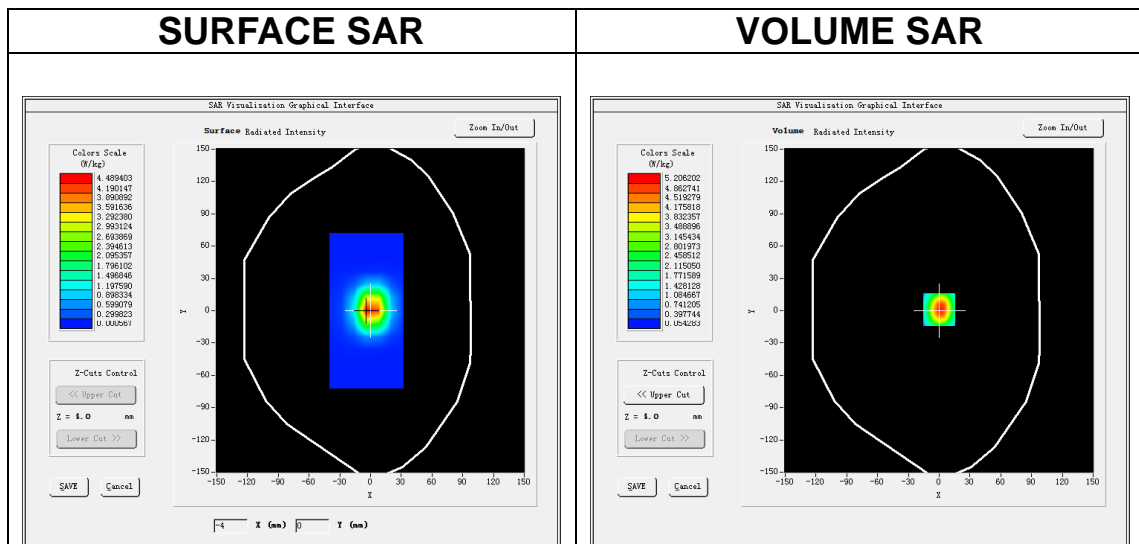 SURFACE SAR
SAR Visualisation Graphical Interface
Surface Radiated Intensity
Zoom In/Out
Colors Scale
(W/kg)
4.489403
4.190147
3.890892
3.591636
3.292380
2.993124
2.693869
2.394613
2.095357
1.796102
1.496846
1.197590
0.898334
0.599079
0.299823
0.000567
Z-Cuts Control
<< Upper Cut
Z = 4.0 mm
Lower Cut >>
SAVE Cancel
150
120
90
60
30
0
-30
-60
-90
-120
-150
Y
-150 -120 -90 -60 -30 0 30 60 90 120 150
X
-4 X (mm) 0 Y (mm)
VOLUME SAR
SAR Visualisation Graphical Interface
Volume Radiated Intensity
Zoom In/Out
Colors Scale
(W/kg)
5.206202
4.862741
4.519279
4.175818
3.832357
3.488896
3.145434
2.801973
2.458512
2.115050
1.771589
1.428128
1.084667
0.741205
0.397744
0.054283
Z-Cuts Control
<< Upper Cut
Z = 4.0 mm
Lower Cut >>
SAVE Cancel
150
120
90
60
30
0
-30
-60
-90
-120
-150
Y
-150 -120 -90 -60 -30 0 30 60 90 120 150
X